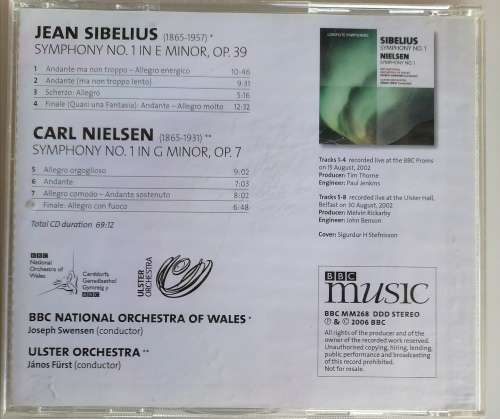 JEAN SIBELIUS (1865-1957) *
SYMPHONY NO. 1 IN E MINOR, OP. 39
1 Andante ma non troppo – Allegro energico 10:46
2 Andante (ma non troppo lento) 9:31
3 Scherzo: Allegro 5:16
4 Finale (Quasi una Fantasia): Andante – Allegro molto 12:12
CARL NIELSEN (1865-1931) **
SYMPHONY NO. 1 IN G MINOR, OP. 7
5 Allegro orgoglioso 9:02
6 Andante 7:03
7 Allegro comodo – Andante sostenuto 8:02
8 Finale: Allegro con fuoco 6:48
Total CD duration 69:12
BBC
National
Orchestra of
Wales
Cerddorfa
Genedlaethol
Gymreig y
BBC
ULSTER
ORCHESTRA
BBC NATIONAL ORCHESTRA OF WALES *
Joseph Swensen (conductor)
ULSTER ORCHESTRA **
János Fürst (conductor)
SIBELIUS
SYMPHONY NO. 1
NIELSEN
SYMPHONY NO. 1
Tracks 1-4 recorded live at the BBC Proms
on 15 August, 2002
Producer: Tim Thorne
Engineer: Paul Jenkins
Tracks 5-8 recorded live at the Ulster Hall,
Belfast on 30 August, 2002
Producer: Melvin Rickarby
Engineer: John Benson
Cover: Sigurdur H Stefnisson
BBC
music
BBC MM268 DDD STEREO
℗ & © 2006 BBC
All rights of the producer and of the
owner of the recorded work reserved.
Unauthorised copying, hiring, lending,
public performance and broadcasting
of this record prohibited.
Not for resale.